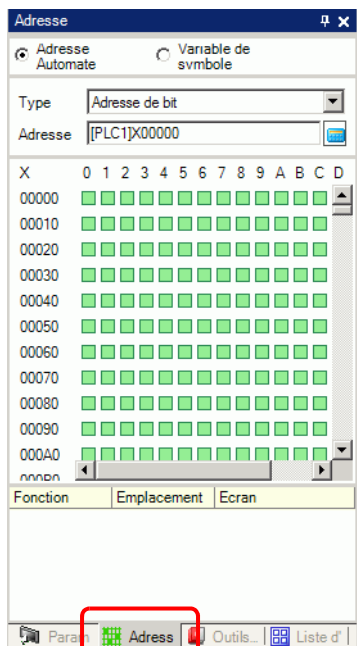 Adresse
Adresse Automate
Variable de symbole
Type Adresse de bit
Adresse [PLC1]X00000
X 0 1 2 3 4 5 6 7 8 9 A B C D
00000
00010
00020
00030
00040
00050
00060
00070
00080
00090
000A0
000B0
Fonction Emplacement Ecran
Param Adress Outils... Liste d'